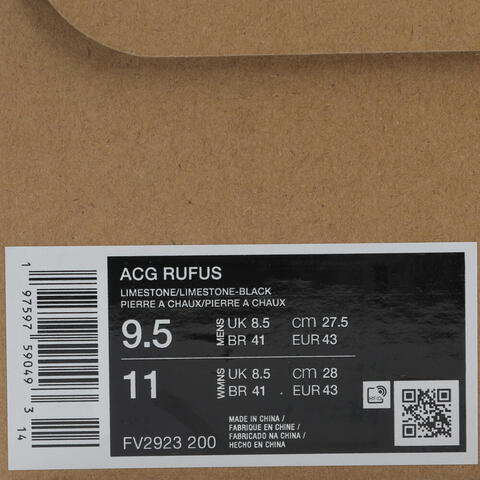 ACG RUFUS
LIMESTONE/LIMESTONE-BLACK
PIERRE A CHAUX/PIERRE A CHAUX
9.5 MENS UK 8.5 cm 27.5
BR 41 EUR 43
11 WMNS UK 8.5 cm 28
BR 41 EUR 43
MADE IN CHINA /
FABRIQUE EN CHINE /
FABRICADO NA CHINA /
HECHO EN CHINA
FV2923 200
1 97597 59049 3 14